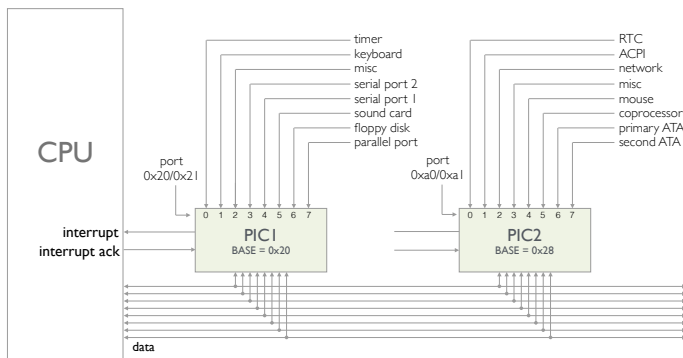 timer
keyboard
misc
serial port 2
serial port 1
sound card
floppy disk
parallel port
RTC
ACPI
network
misc
mouse
coprocessor
primary ATA
second ATA
CPU
port
0x20/0x21
port
0xa0/0xa1
0 1 2 3 4 5 6 7
PIC1
BASE = 0x20
0 1 2 3 4 5 6 7
PIC2
BASE = 0x28
interrupt
interrupt ack
data